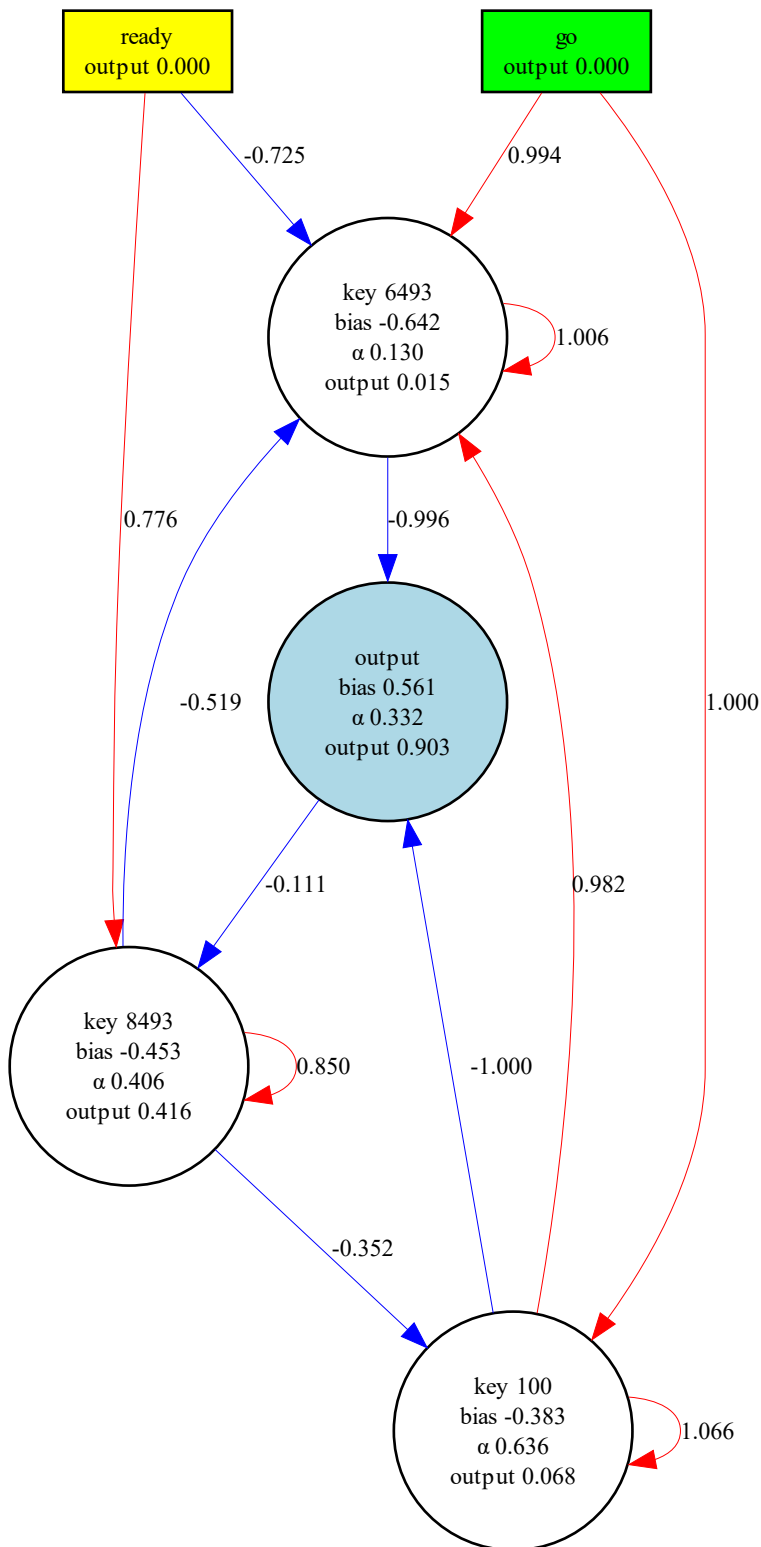 ready
output 0.000
go
output 0.000
-0.725
0.994
key 6493
bias -0.642
α 0.130
output 0.015
1.006
0.776
-0.996
-0.519
output
bias 0.561
α 0.332
output 0.903
1.000
-0.111
0.982
key 8493
bias -0.453
α 0.406
output 0.416
0.850
-1.000
-0.352
key 100
bias -0.383
α 0.636
output 0.068
1.066